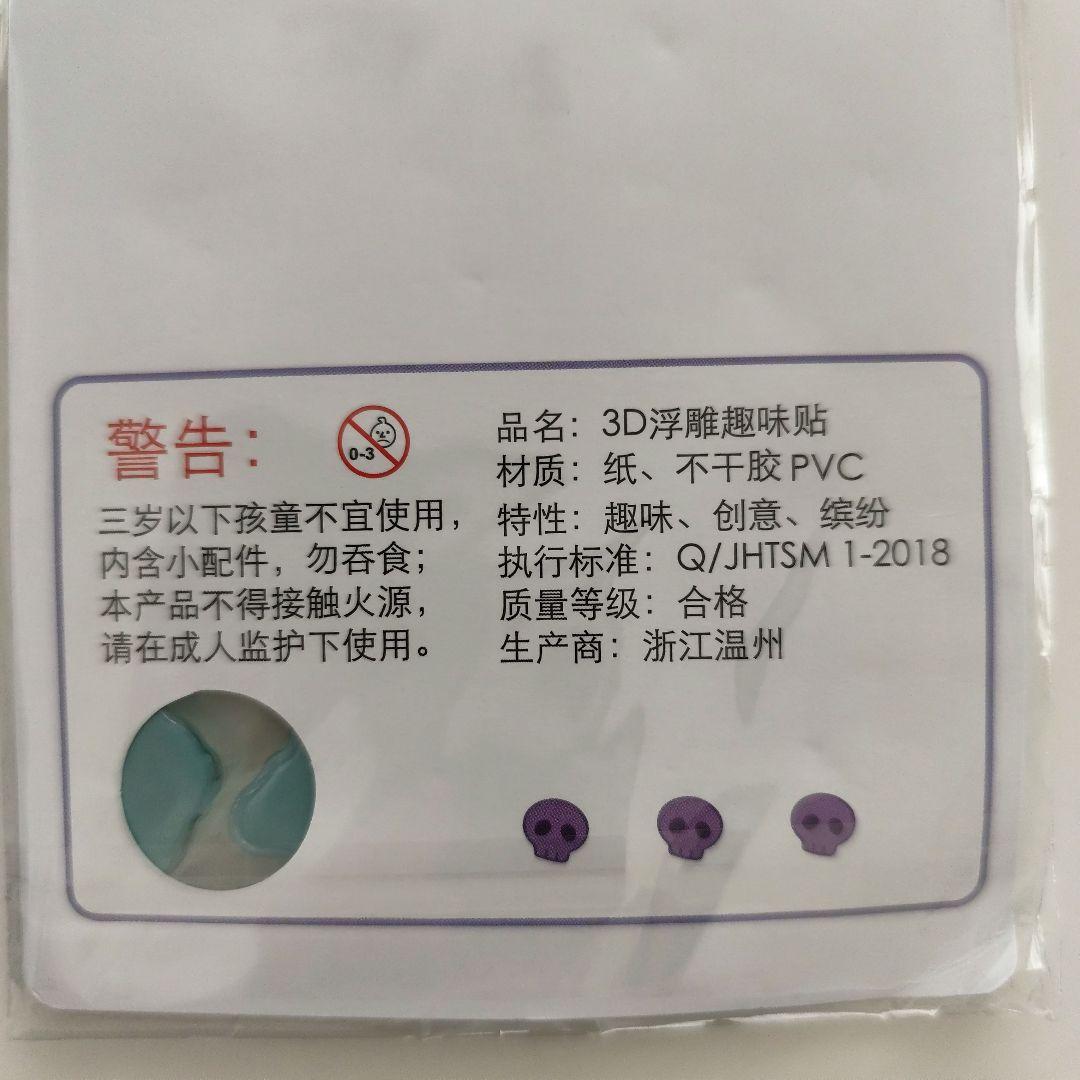 警告：
0-3
三岁以下孩童不宜使用，
内含小配件，勿吞食；
本产品不得接触火源，
请在成人监护下使用。
品名：3D浮雕趣味贴
材质：纸、不干胶PVC
特性：趣味、创意、缤纷
执行标准：Q/JHTSM 1-2018
质量等级：合格
生产商：浙江温州